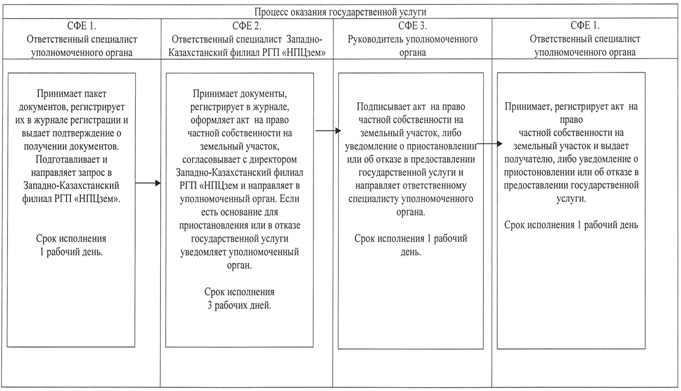 Процесс оказания государственной услуги
СФЕ 1.
Ответственный специалист
уполномоченного органа
СФЕ 2.
Ответственный специалист Западно-
Казахстанский филиал РГП «НПЦзем»
СФЕ 3.
Руководитель уполномоченного
органа
СФЕ 1.
Ответственный специалист
уполномоченного органа
Принимает пакет
документов, регистрирует
их в журнале регистрации и
выдает подтверждение о
получении документов.
Подготавливает и
направляет запрос в
Западно-Казахстанский
филиал РГП «НПЦзем».
Срок исполнения
1 рабочий день.
Принимает документы,
регистрирует в журнале,
оформляет акт на право
частной собственности на
земельный участок,
согласовывает с директором
Западно-Казахстанский филиал
РГП «НПЦзем и направляет в
уполномоченный орган. Если
есть основание для
приостановления или в отказе
государственной услуги
уведомляет уполномоченный
орган.
Срок исполнения
3 рабочих дней.
Подписывает акт на право
частной собственности на
земельный участок, либо
уведомление о приостановлении
или об отказе в предоставлении
государственной услуги и
направляет ответственному
специалисту уполномоченного
органа.
Срок исполнения 1 рабочий
день.
Принимает, регистрирует акт на
право
частной собственности на
земельный участок и выдает
получателю, либо уведомление о
приостоновлении или об отказе в
предоставлении государственной
услуги.
Срок исполнения 1 рабочий день